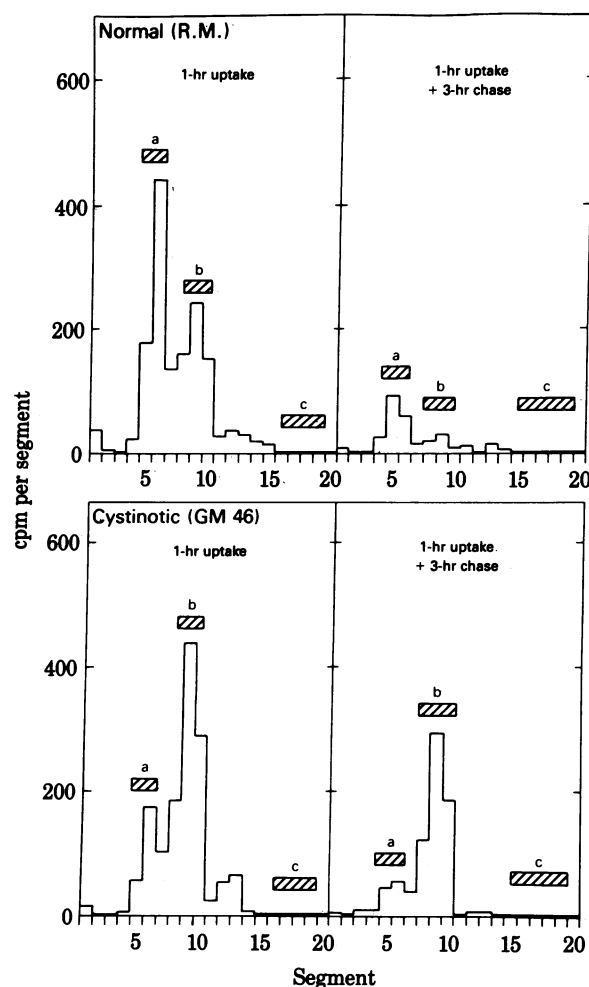 Normal (R.M.)
1-hr uptake
1-hr uptake
+ 3-hr chase
600
400
200
0
a
b
c
a
b
c
5 10 15 20 5 10 15 20
cpm per segment
Cystinotic (GM 46)
1-hr uptake
1-hr uptake.
+ 3-hr chase
600
400
200
0
a
b
c
a
b
c
5 10 15 20 5 10 15 20
Segment